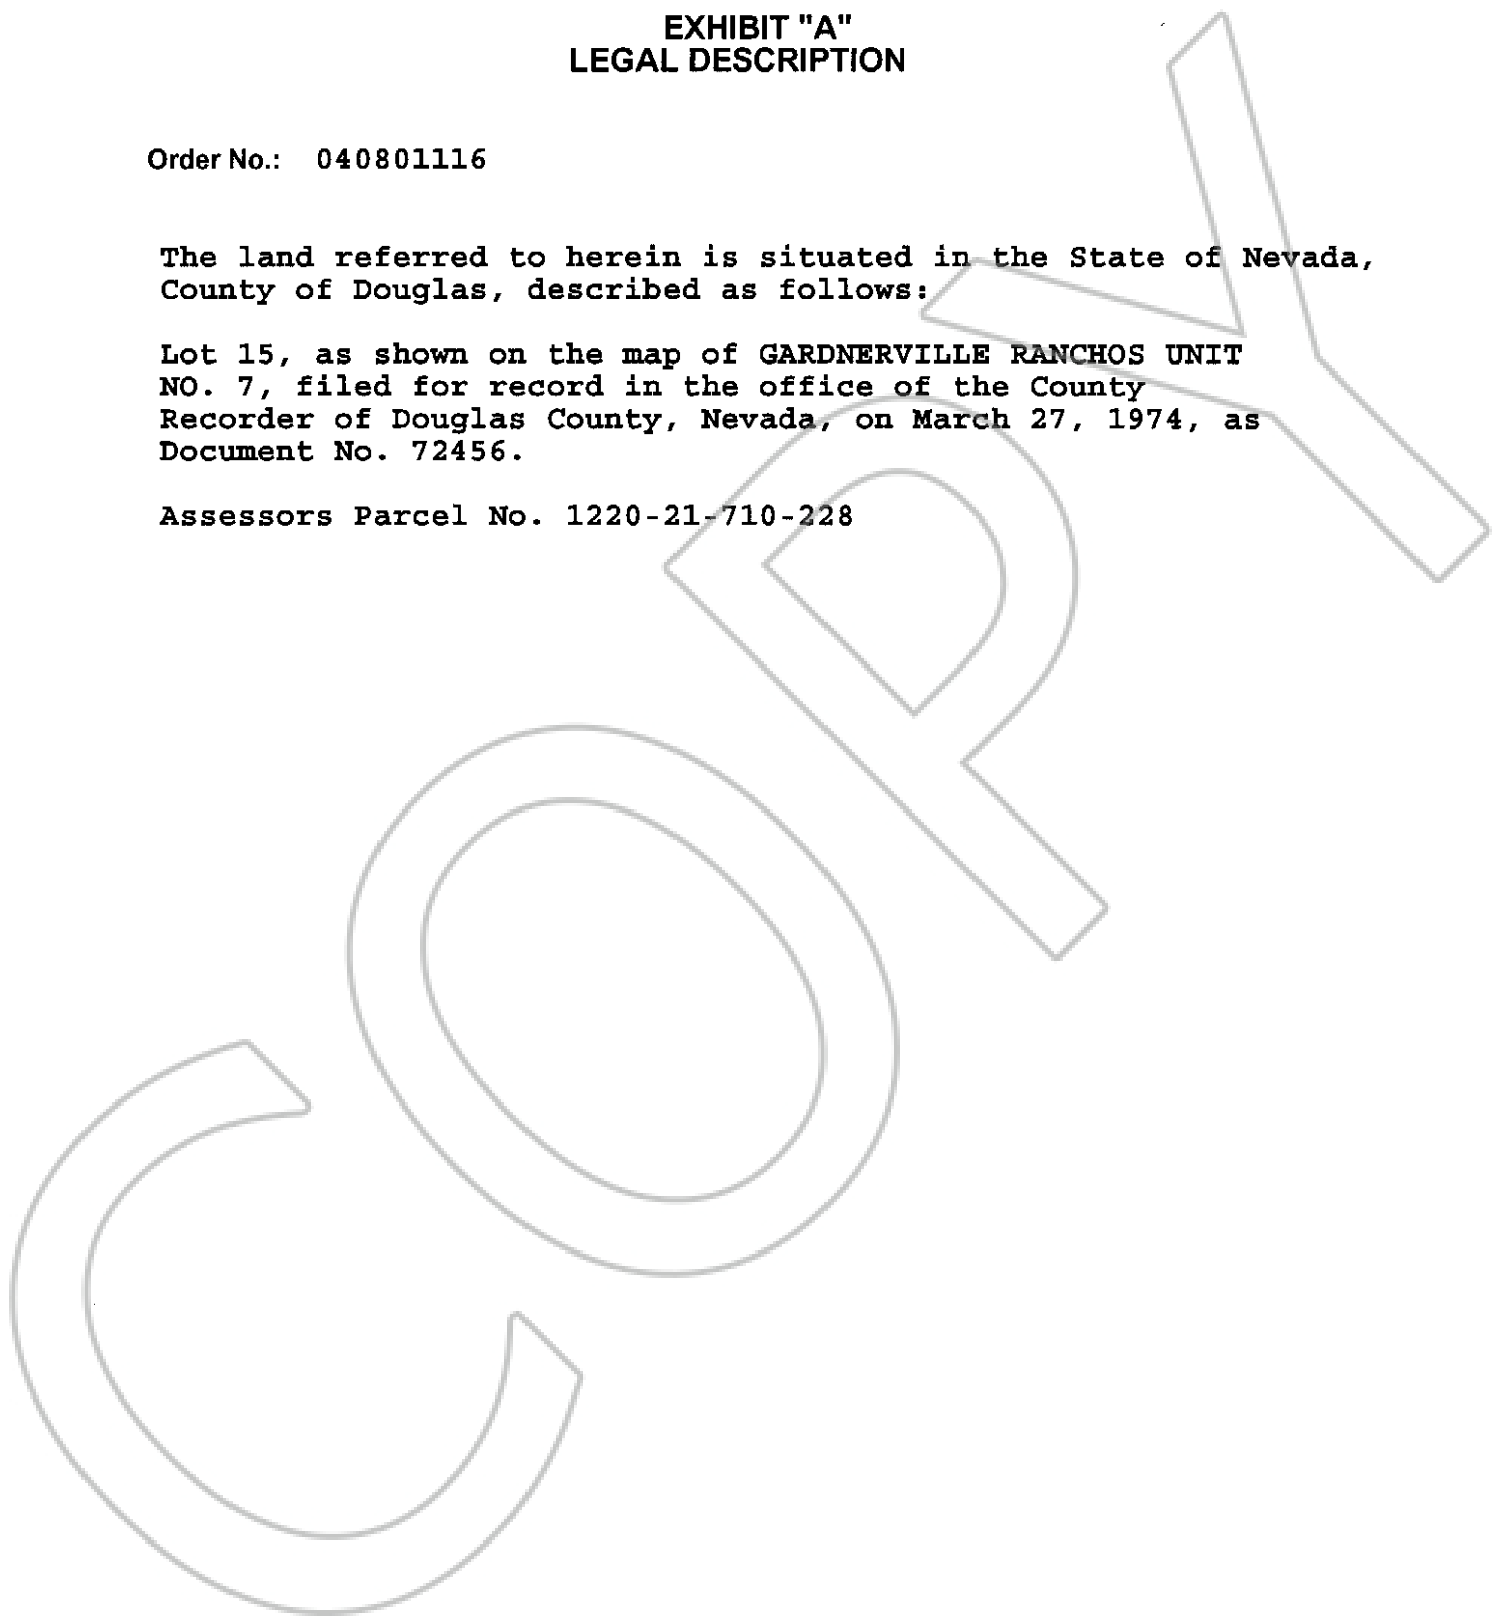 EXHIBIT "A"
LEGAL DESCRIPTION
Order No.: 040801116
The land referred to herein is situated in the State of Nevada,
County of Douglas, described as follows:
Lot 15, as shown on the map of GARDNERVILLE RANCHOS UNIT
NO. 7, filed for record in the office of the County
Recorder of Douglas County, Nevada, on March 27, 1974, as
Document No. 72456.
Assessors Parcel No. 1220-21-710-228
COPY